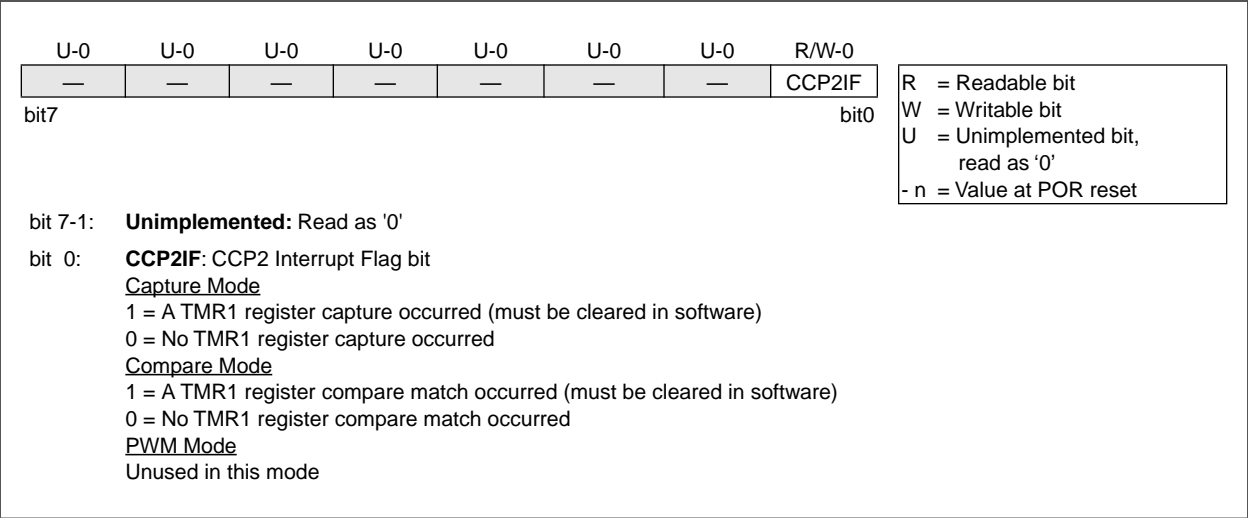 U-0 U-0 U-0 U-0 U-0 U-0 U-0 R/W-0
— — — — — — — CCP2IF
bit7 bit0
R = Readable bit
W = Writable bit
U = Unimplemented bit,
read as ‘0’
- n = Value at POR reset
bit 7-1: Unimplemented: Read as '0'
bit 0: CCP2IF: CCP2 Interrupt Flag bit
Capture Mode
1 = A TMR1 register capture occurred (must be cleared in software)
0 = No TMR1 register capture occurred
Compare Mode
1 = A TMR1 register compare match occurred (must be cleared in software)
0 = No TMR1 register compare match occurred
PWM Mode
Unused in this mode